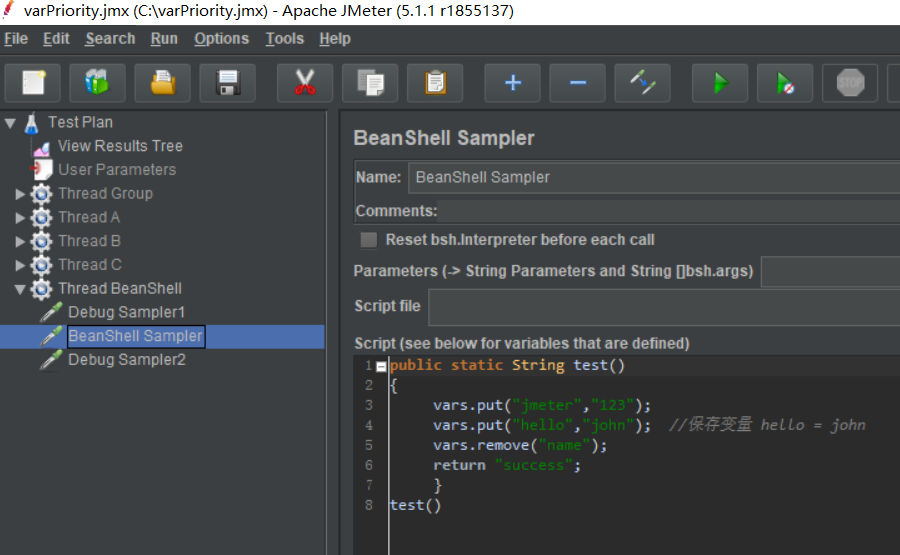 varPriority.jmx (C:\varPriority.jmx) - Apache JMeter (5.1.1 r1855137)
File Edit Search Run Options Tools Help
STOP
Test Plan
View Results Tree
User Parameters
Thread Group
Thread A
Thread B
Thread C
Thread BeanShell
Debug Sampler1
BeanShell Sampler
Debug Sampler2
BeanShell Sampler
Name: BeanShell Sampler
Comments:
Reset bsh.Interpreter before each call
Parameters (-> String Parameters and String []bsh.args)
Script file
Script (see below for variables that are defined)
1 public static String test()
2 {
3 vars.put("jmeter","123");
4 vars.put("hello","john"); //保存变量 hello = john
5 vars.remove("name");
6 return "success";
7 }
8 test()